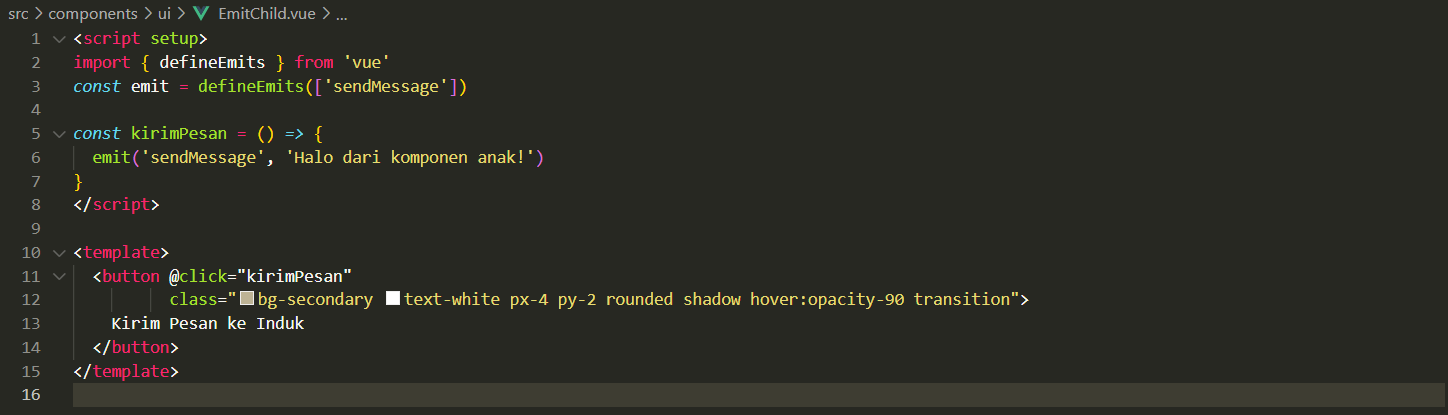 src > components > ui > EmitChild.vue > ...
1 <script setup>
2 import { defineEmits } from 'vue'
3 const emit = defineEmits(['sendMessage'])
4
5 const kirimPesan = () => {
6   emit('sendMessage', 'Halo dari komponen anak!')
7 }
8 </script>
9
10 <template>
11   <button @click="kirimPesan"
12           class="bg-secondary text-white px-4 py-2 rounded shadow hover:opacity-90 transition">
13     Kirim Pesan ke Induk
14   </button>
15 </template>
16